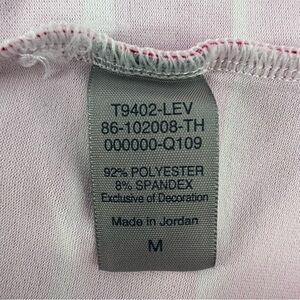 T9402-LEV
86-102008-TH
000000-Q109
92% POLYESTER
8% SPANDEX
Exclusive of Decoration
Made in Jordan
M